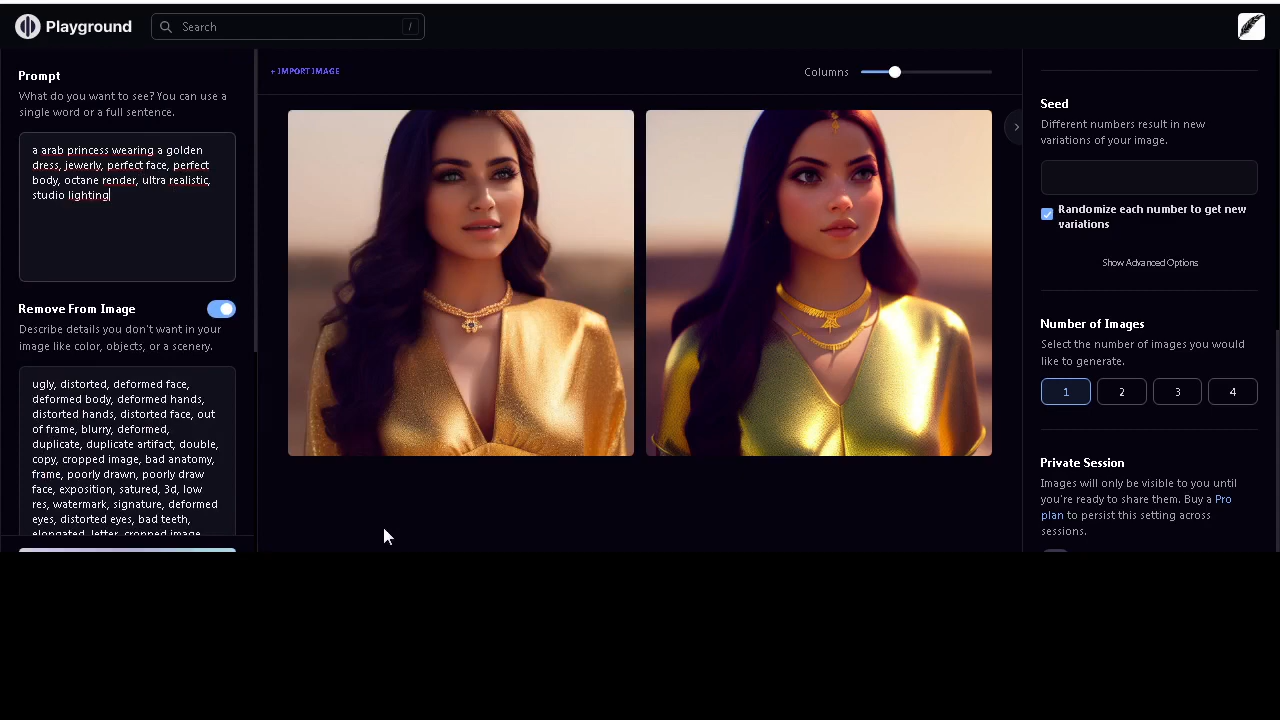 Playground
Search
/
Prompt
What do you want to see? You can use a
single word or a full sentence.
a arab princess wearing a golden
dress, jewerly, perfect face, perfect
body, octane render, ultra realistic,
studio lighting
Remove From Image
Describe details you don't want in your
image like color, objects, or a scenery.
ugly, distorted, deformed face,
deformed body, deformed hands,
distorted hands, distorted face, out
of frame, blurry, deformed,
duplicate, duplicate artifact, double,
copy, cropped image, bad anatomy,
frame, poorly drawn, poorly draw
face, exposition, satured, 3d, low
res, watermark, signature, deformed
eyes, distorted eyes, bad teeth,
elongated, letter, cropped image
+ IMPORT IMAGE
Columns
Seed
Different numbers result in new
variations of your image.
Randomize each number to get new
variations
Show Advanced Options
Number of Images
Select the number of images you would
like to generate.
1 2 3 4
Private Session
Images will only be visible to you until
you're ready to share them. Buy a Pro
plan to persist this setting across
sessions.